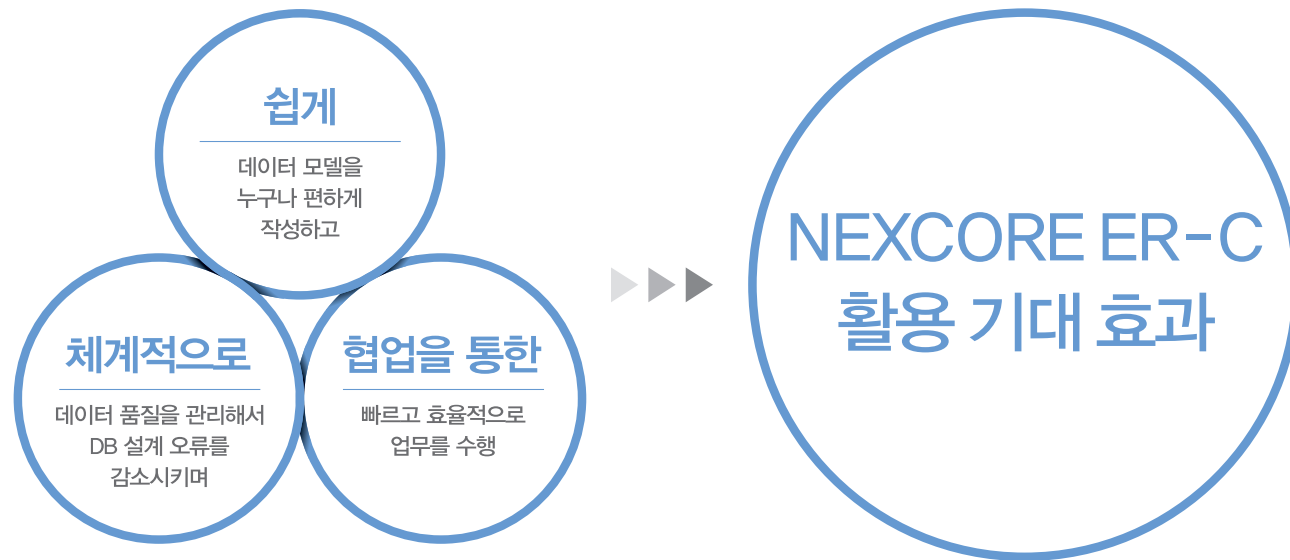 쉽게
데이터 모델을
누구나 편하게
작성하고
체계적으로
데이터 품질을 관리해서
DB 설계 오류를
감소시키며
협업을 통한
빠르고 효율적으로
업무를 수행
NEXCORE ER-C
활용 기대 효과